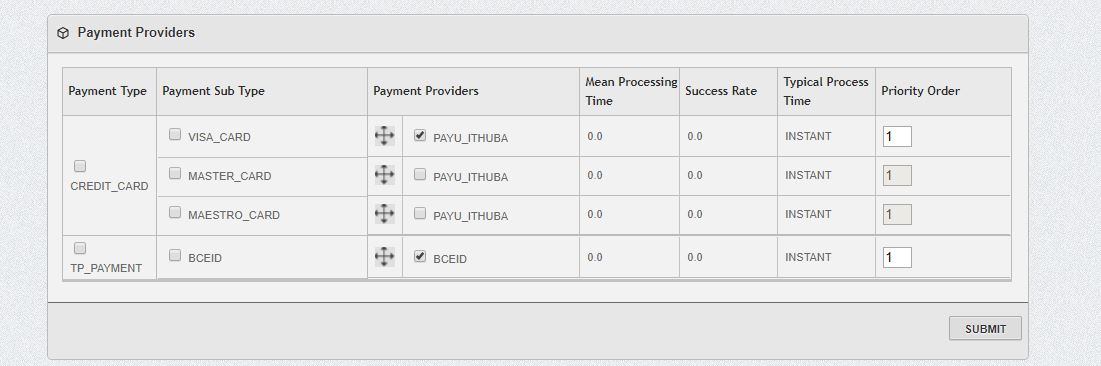 Payment Providers
Payment Type Payment Sub Type Payment Providers Mean Processing Time Success Rate Typical Process Time Priority Order
CREDIT_CARD
VISA_CARD PAYU_ITHUBA 0.0 0.0 INSTANT 1
MASTER_CARD PAYU_ITHUBA 0.0 0.0 INSTANT 1
MAESTRO_CARD PAYU_ITHUBA 0.0 0.0 INSTANT 1
TP_PAYMENT BCEID BCEID 0.0 0.0 INSTANT 1
SUBMIT